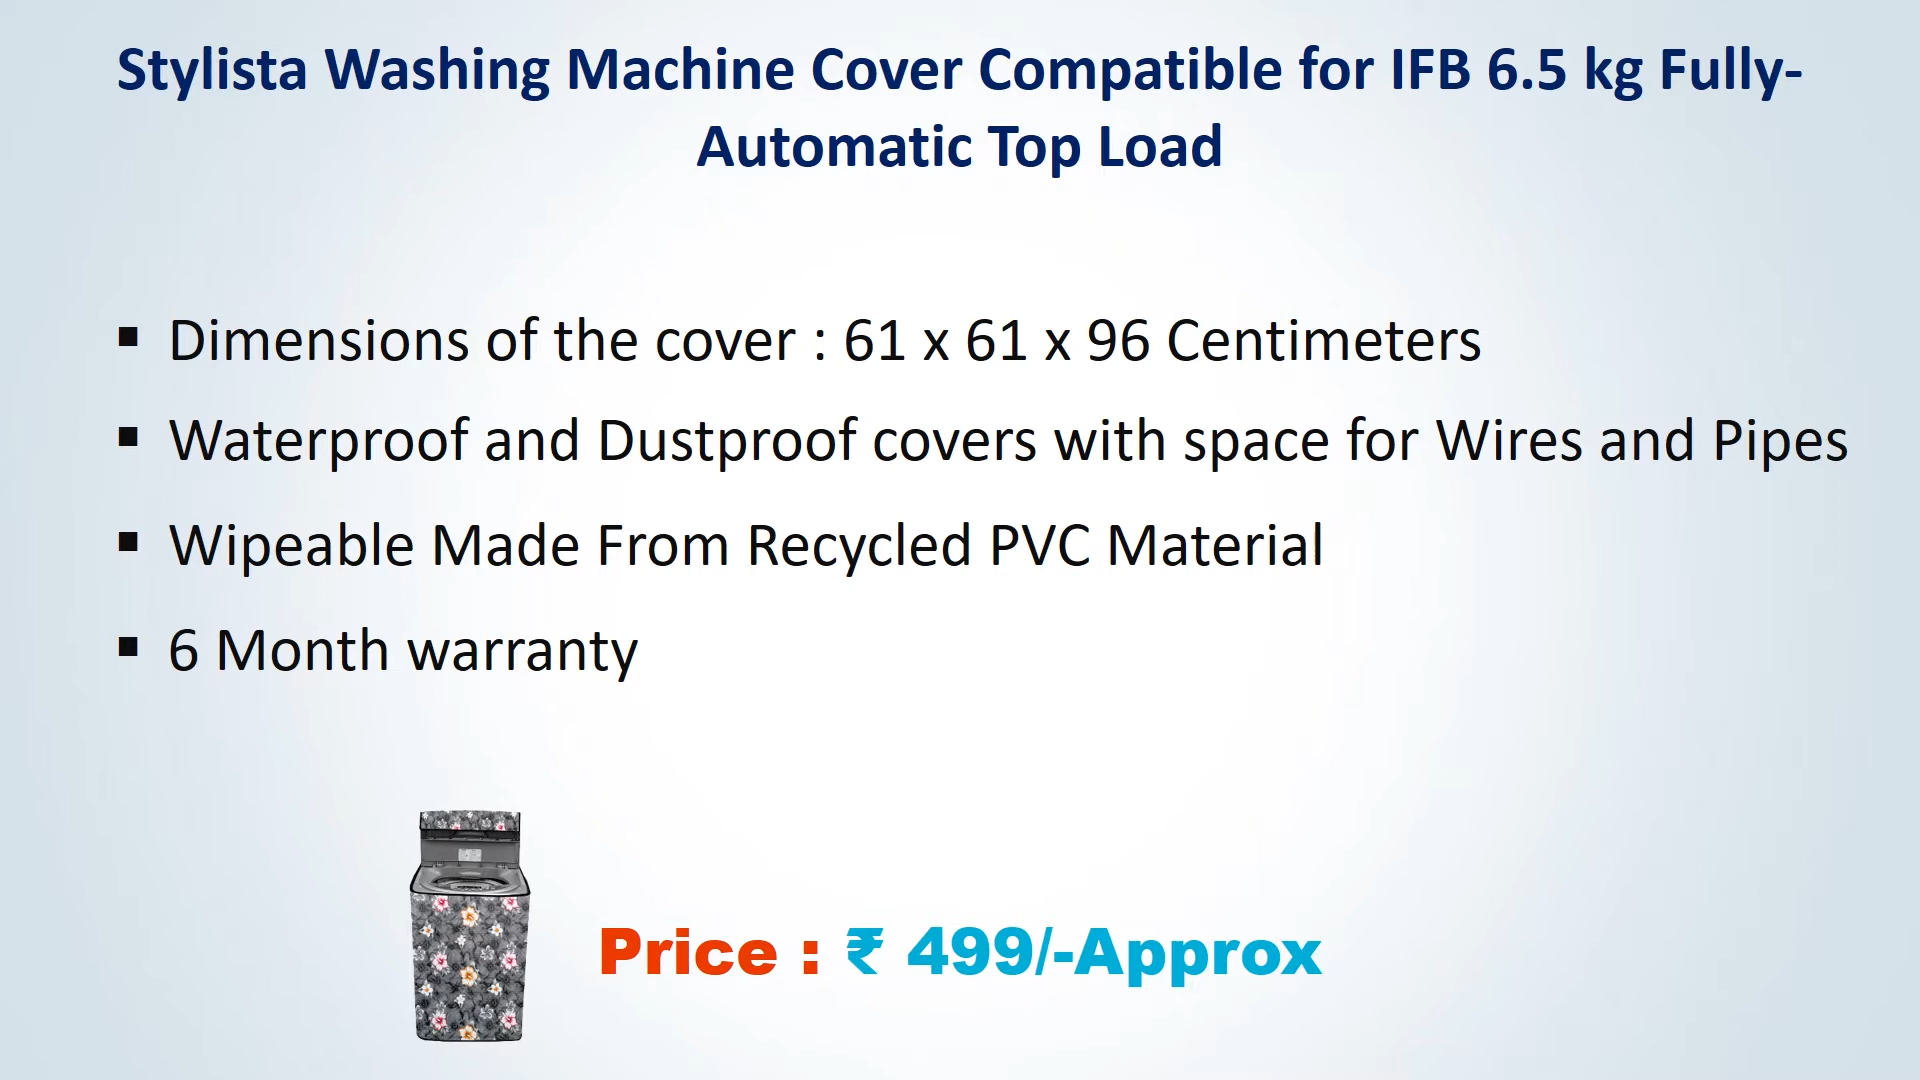 Stylista Washing Machine Cover Compatible for IFB 6.5 kg Fully-
Automatic Top Load
▪ Dimensions of the cover : 61 x 61 x 96 Centimeters
▪ Waterproof and Dustproof covers with space for Wires and Pipes
▪ Wipeable Made From Recycled PVC Material
▪ 6 Month warranty
Price : ₹ 499/-Approx